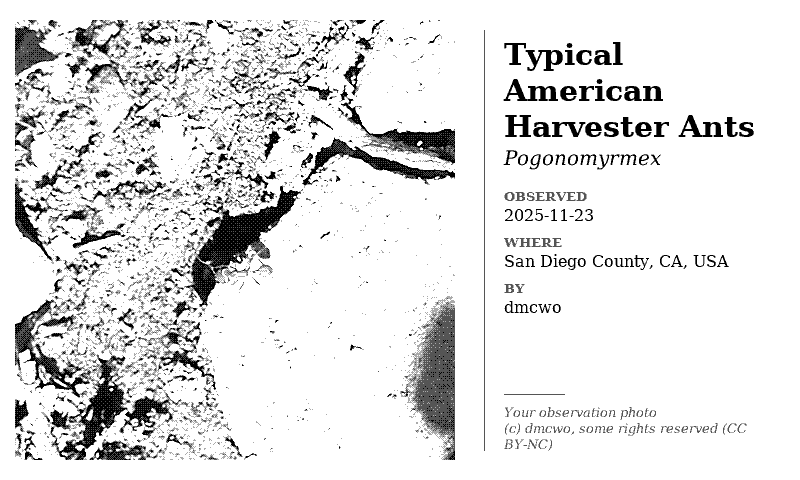 Typical
American
Harvester Ants
Pogonomyrmex
OBSERVED
2025-11-23
WHERE
San Diego County, CA, USA
BY
dmcwo
Your observation photo
(c) dmcwo, some rights reserved (CC
BY-NC)